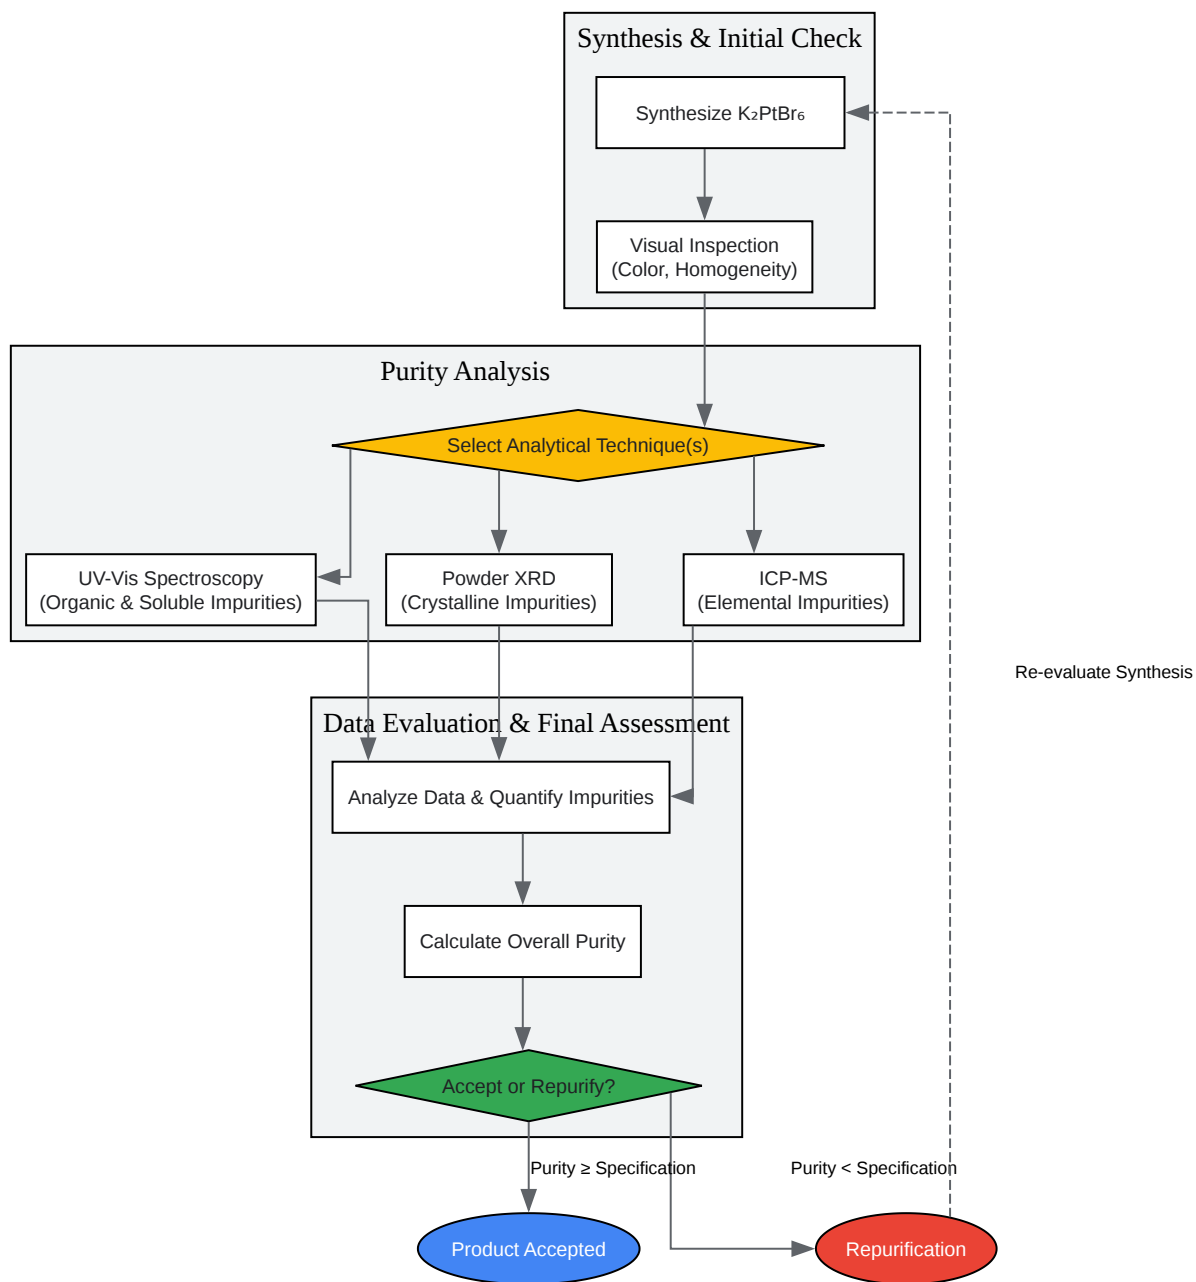 Synthesis & Initial Check
Synthesize K₂PtBr₆
Visual Inspection
(Color, Homogeneity)
Purity Analysis
Select Analytical Technique(s)
UV-Vis Spectroscopy
(Organic & Soluble Impurities)
Powder XRD
(Crystalline Impurities)
ICP-MS
(Elemental Impurities)
Re-evaluate Synthesis
Data Evaluation & Final Assessment
Analyze Data & Quantify Impurities
Calculate Overall Purity
Accept or Repurify?
Purity ≥ Specification
Purity < Specification
Product Accepted
Repurification